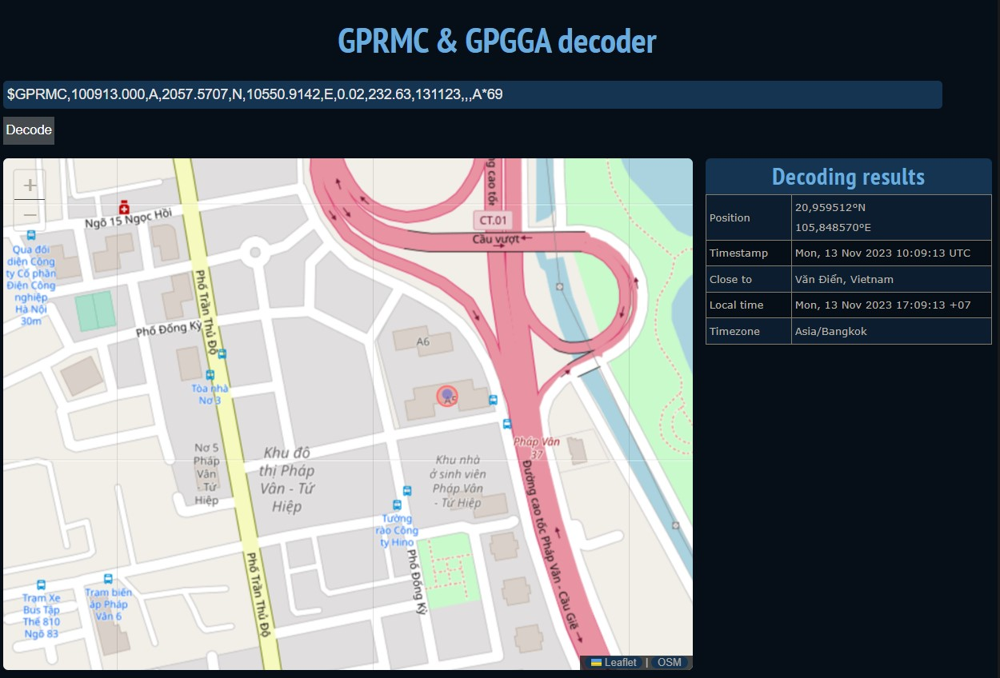 GPRMC & GPGGA decoder
$GPRMC,100913.000,A,2057.5707,N,10550.9142,E,0.02,232.63,131123,,,A*69
Decode
+
−
Ngõ 15 Ngọc Hồi
Qua đối
diện Công
ty Cổ phần
Điện Công
nghiệp
Hà Nội
30m
Phố Đồng Kỳ
Phố Trần Thủ Độ
Tòa nhà
Nơ 3
CT.01
Cầu vượt
A6
A5
Pháp Vân
37
Nơ 5
Pháp
Vân
- Tứ
Hiệp
Khu đô
thị Pháp
Vân - Tứ
Hiệp
Khu nhà
ở sinh viên
Pháp Vân
- Tứ Hiệp
Tường
rào Công
ty Hino
Phố Đồng Kỳ
Đường cao tốc Pháp Vân - Cầu Giẽ
Phố Trần Thủ Độ
Trạm Xe
Bus Tập
Thể 810
Ngõ 83
Trạm biến
áp Pháp
Vân 6
Leaflet | OSM
Decoding results
Position
20,959512°N
105,848570°E
Timestamp
Mon, 13 Nov 2023 10:09:13 UTC
Close to
Văn Điển, Vietnam
Local time
Mon, 13 Nov 2023 17:09:13 +07
Timezone
Asia/Bangkok